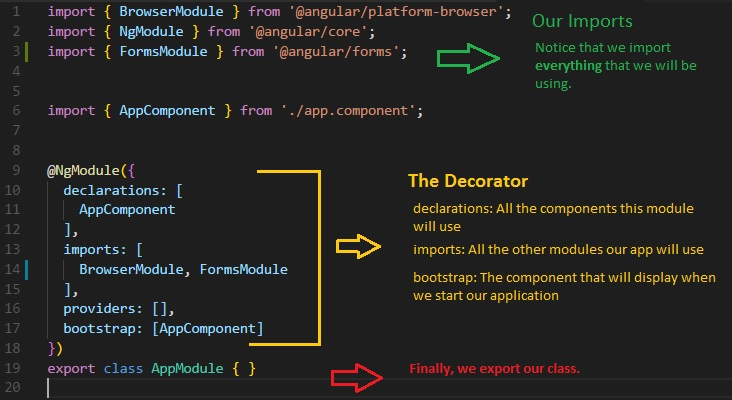 1 import { BrowserModule } from '@angular/platform-browser';
2 import { NgModule } from '@angular/core';
3 import { FormsModule } from '@angular/forms';
4
5
6 import { AppComponent } from './app.component';
7
8
9 @NgModule({
10 declarations: [
11 AppComponent
12 ],
13 imports: [
14 BrowserModule, FormsModule
15 ],
16 providers: [],
17 bootstrap: [AppComponent]
18 })
19 export class AppModule { }
20
Our Imports
Notice that we import
everything that we will be
using.
The Decorator
declarations: All the components this module
will use
imports: All the other modules our app will use
bootstrap: The component that will display when
we start our application
Finally, we export our class.